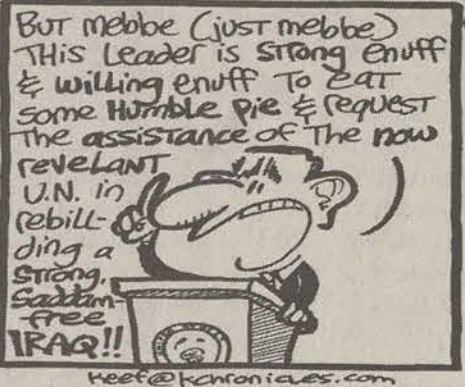 BUT mebbe (JUST mebbe)
THIS Leader is STrong enuff
& willing enuff To eat
some Humble Pie & request
The assistance of The now
reveLANT
U.N. in
rebill-
ding a
STrong,
Saddam-
free
IRAQ!!
keef@kchronicles.com